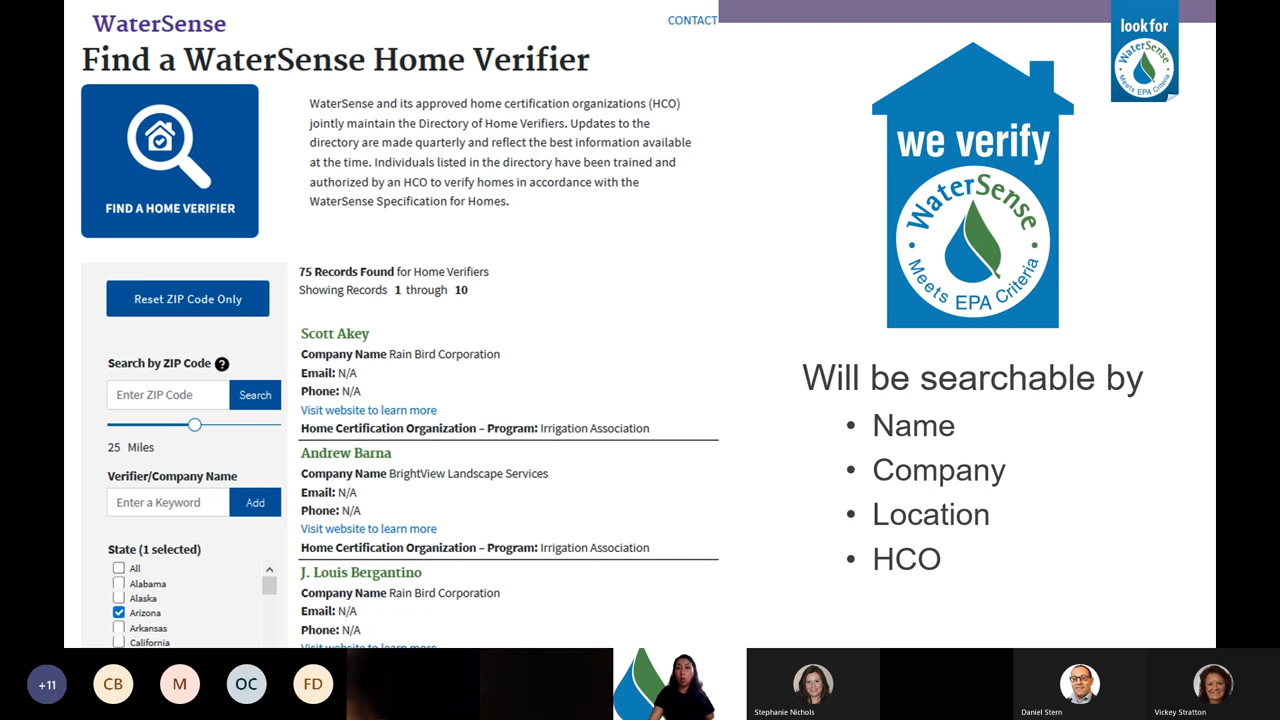 WaterSense
CONTACT
Find a WaterSense Home Verifier
FIND A HOME VERIFIER
WaterSense and its approved home certification organizations (HCO)
jointly maintain the Directory of Home Verifiers. Updates to the
directory are made quarterly and reflect the best information available
at the time. Individuals listed in the directory have been trained and
authorized by an HCO to verify homes in accordance with the
WaterSense Specification for Homes.
Reset ZIP Code Only
Search by ZIP Code ?
Enter ZIP Code Search
25 Miles
Verifier/Company Name
Enter a Keyword Add
State (1 selected)
All
Alabama
Alaska
Arizona
Arkansas
California
75 Records Found for Home Verifiers
Showing Records 1 through 10
Scott Akey
Company Name Rain Bird Corporation
Email: N/A
Phone: N/A
Visit website to learn more
Home Certification Organization – Program: Irrigation Association
Andrew Barna
Company Name BrightView Landscape Services
Email: N/A
Phone: N/A
Visit website to learn more
Home Certification Organization – Program: Irrigation Association
J. Louis Bergantino
Company Name Rain Bird Corporation
Email: N/A
Phone: N/A
Visit website to learn more
look for
WaterSense
Meets EPA Criteria
we verify
WaterSense
Meets EPA Criteria
Will be searchable by
• Name
• Company
• Location
• HCO
+11
CB
M
OC
FD
Stephanie Nichols
Daniel Stern
Vickey Stratton